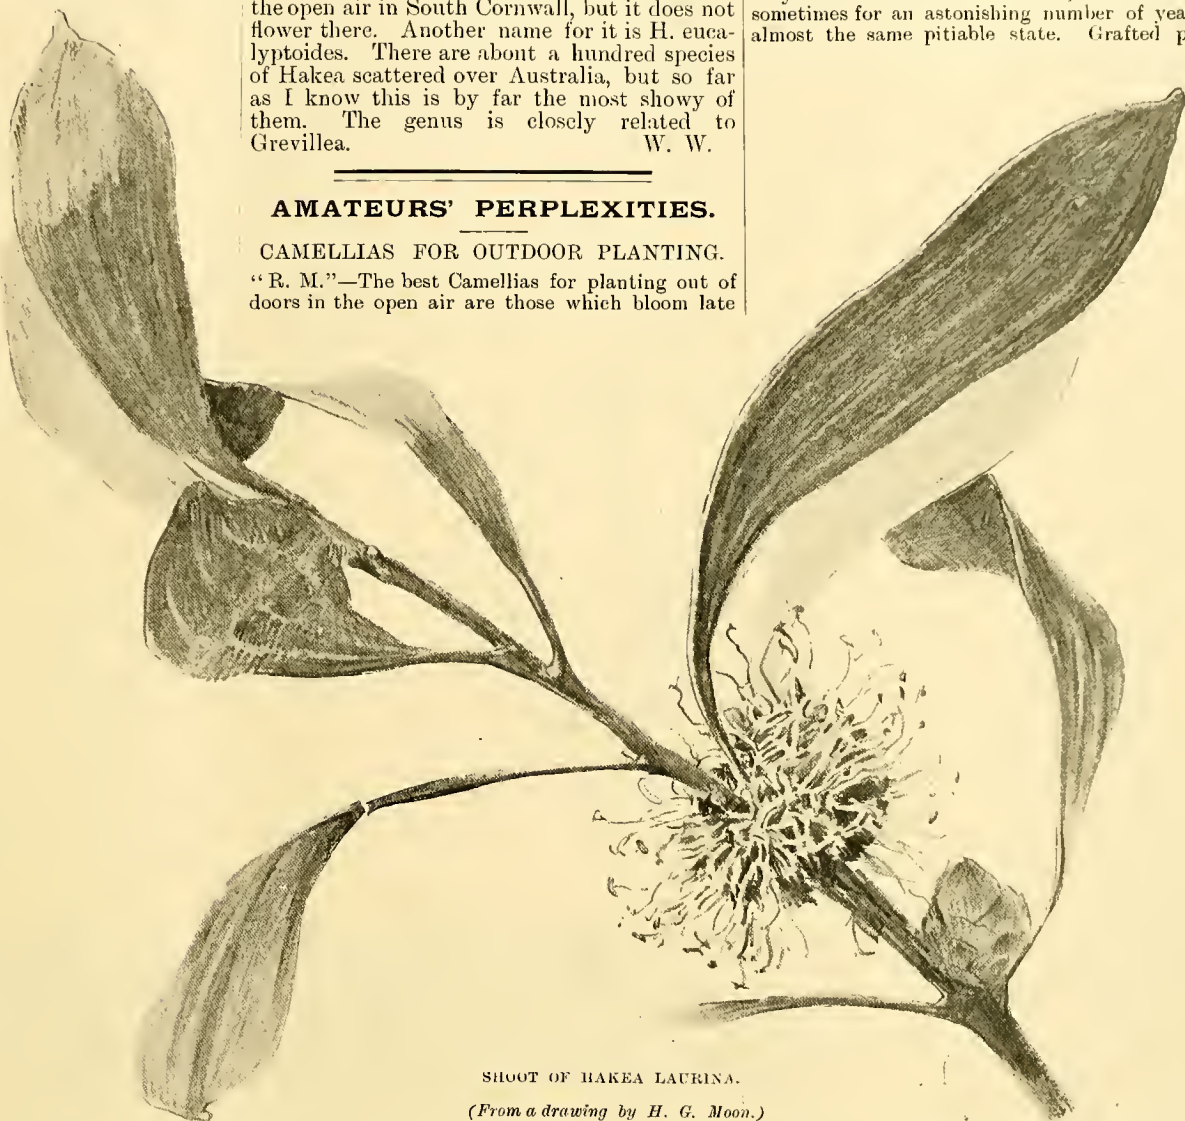 the open air in South Cornwall, but it does not
flower there. Another name for it is H. euca-
lyptoides. There are about a hundred species
of Hakea scattered over Australia, but so far
as I know this is by far the most showy of
them. The genus is closely related to
Grevillea. W. W.
AMATEURS' PERPLEXITIES.
CAMELLIAS FOR OUTDOOR PLANTING.
"R. M."—The best Camellias for planting out of
doors in the open air are those which bloom late
sometimes for an astonishing number of
almost the same pitiable state. Grafted
SHOOT OF HAKEA LAURINA.
(From a drawing by H. G. Moon.)